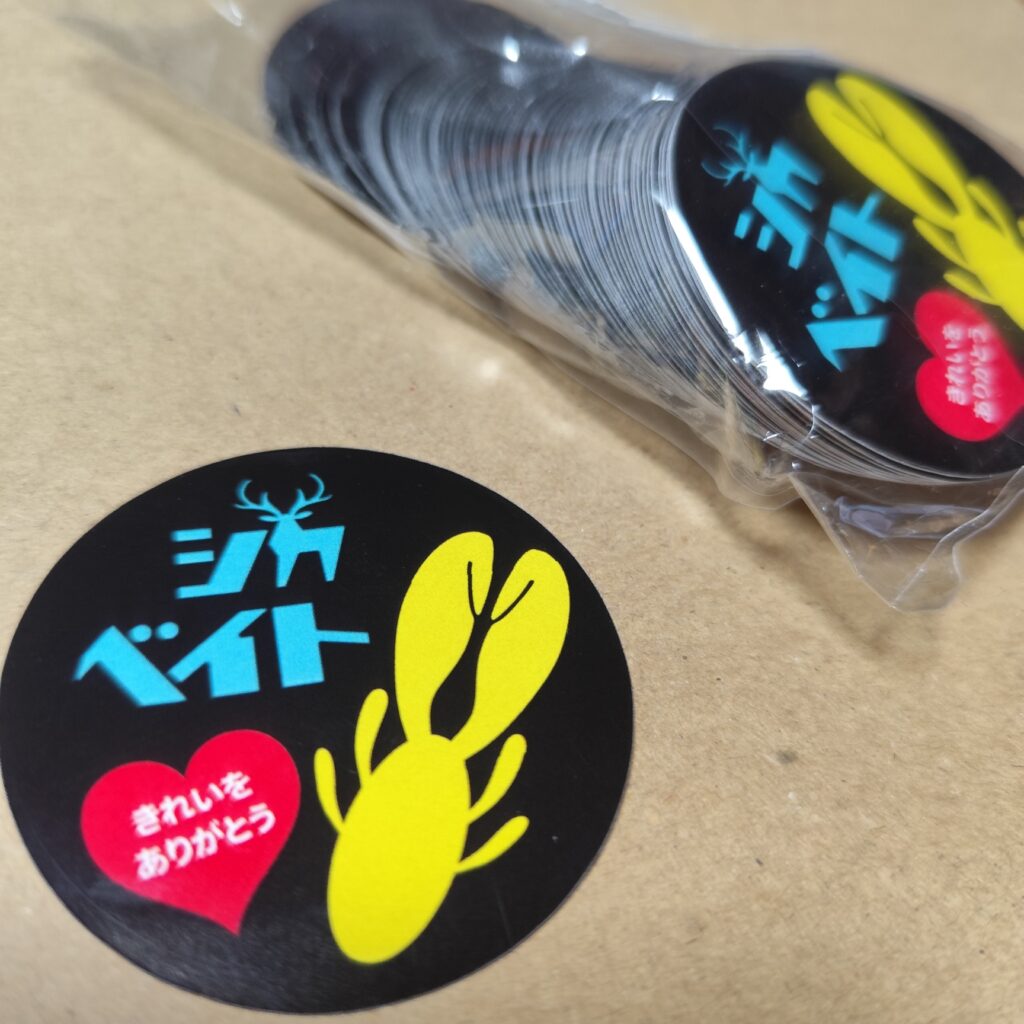 シカ
ベイト
きれいを
ありがとう
シカ
ベイト
きれいを
ありがとう